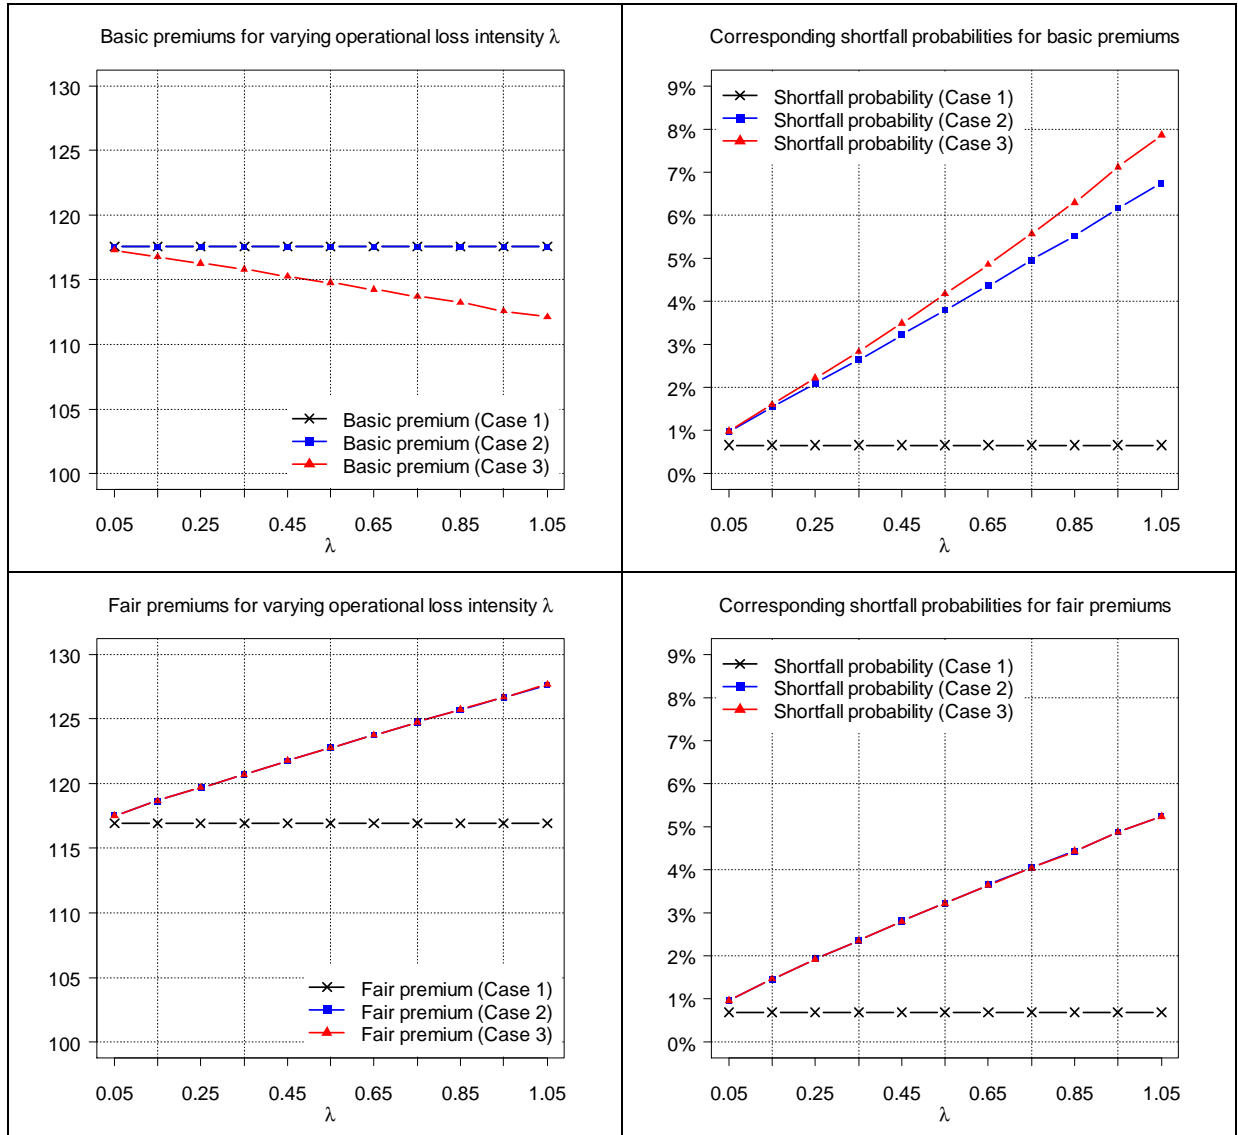 Basic premiums for varying operational loss intensity λ
130
125
120
115
110
105
100
Basic premium (Case 1)
Basic premium (Case 2)
Basic premium (Case 3)
0.05 0.25 0.45 0.65 0.85 1.05
λ
Corresponding shortfall probabilities for basic premiums
9%
8%
7%
6%
5%
4%
3%
2%
1%
0%
Shortfall probability (Case 1)
Shortfall probability (Case 2)
Shortfall probability (Case 3)
0.05 0.25 0.45 0.65 0.85 1.05
λ
Fair premiums for varying operational loss intensity λ
130
125
120
115
110
105
100
Fair premium (Case 1)
Fair premium (Case 2)
Fair premium (Case 3)
0.05 0.25 0.45 0.65 0.85 1.05
λ
Corresponding shortfall probabilities for fair premiums
9%
8%
7%
6%
5%
4%
3%
2%
1%
0%
Shortfall probability (Case 1)
Shortfall probability (Case 2)
Shortfall probability (Case 3)
0.05 0.25 0.45 0.65 0.85 1.05
λ